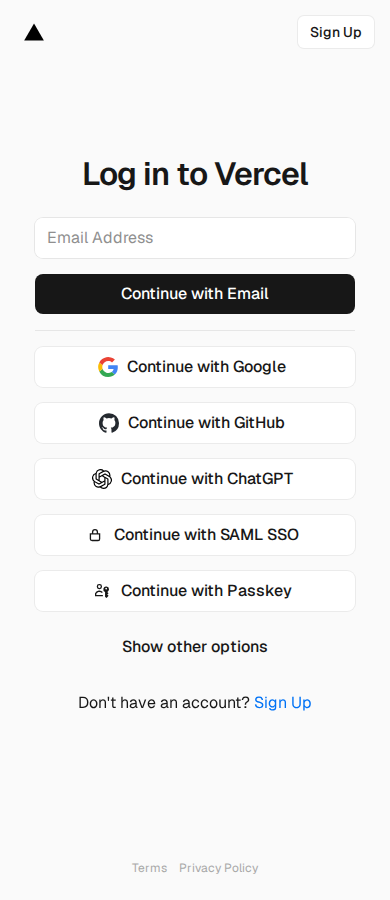 Sign Up
Log in to Vercel
Email Address
Continue with Email
Continue with Google
Continue with GitHub
Continue with ChatGPT
Continue with SAML SSO
Continue with Passkey
Show other options
Don't have an account? Sign Up
Terms Privacy Policy